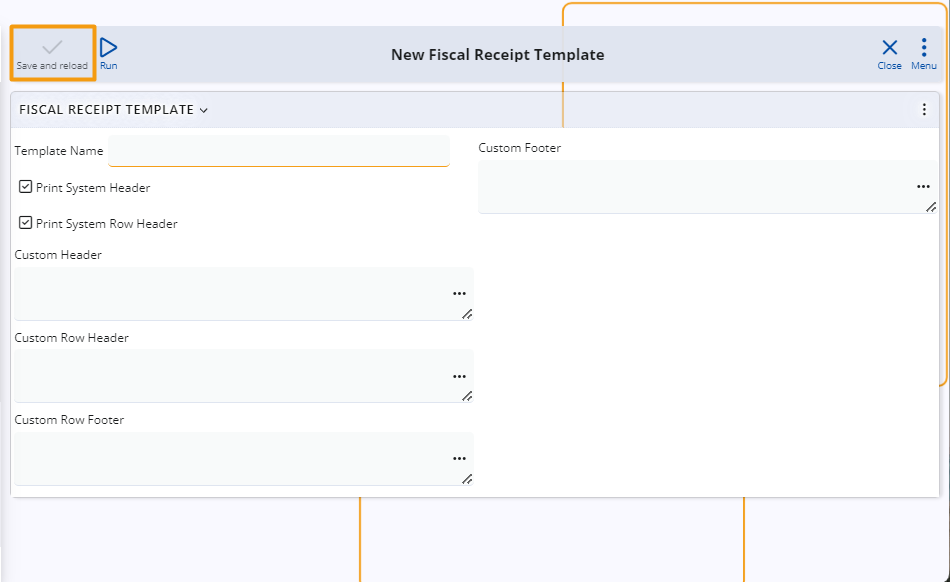 Save and reload
Run
New Fiscal Receipt Template
Close
Menu
FISCAL RECEIPT TEMPLATE
Template Name
Print System Header
Print System Row Header
Custom Header
Custom Row Header
Custom Row Footer
Custom Footer